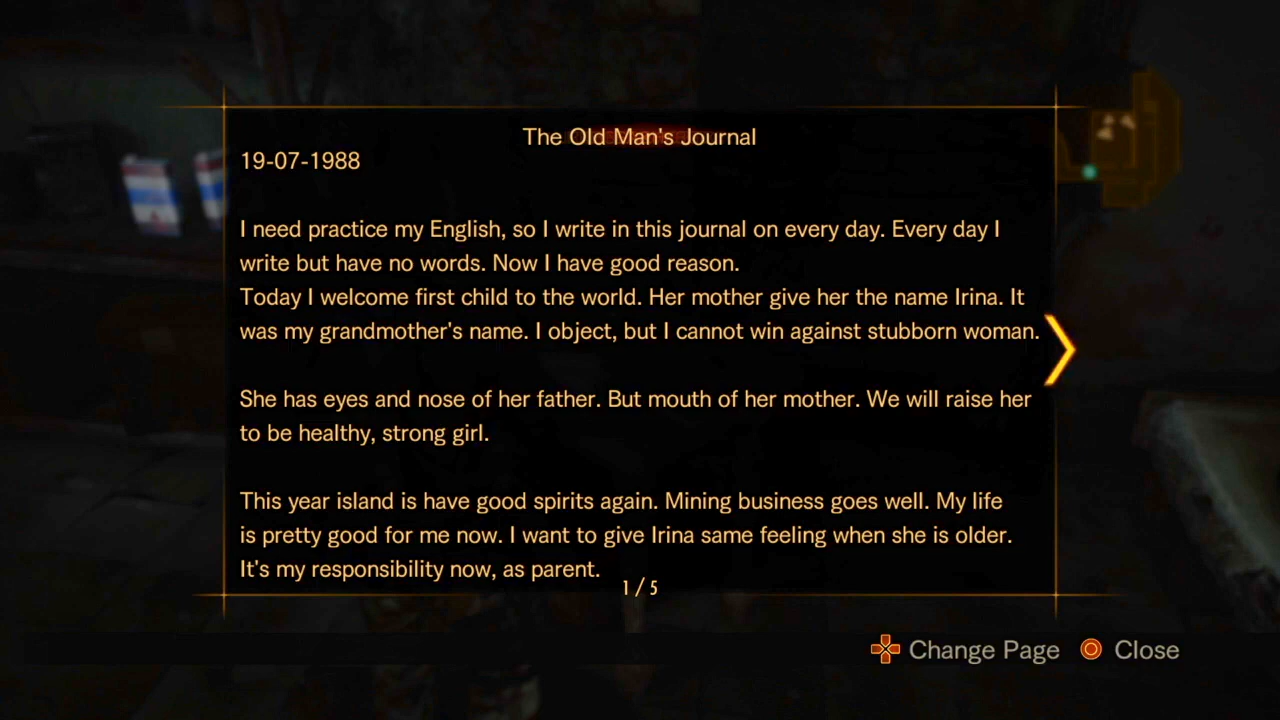 The Old Man's Journal
19-07-1988
I need practice my English, so I write in this journal on every day. Every day I
write but have no words. Now I have good reason.
Today I welcome first child to the world. Her mother give her the name Irina. It
was my grandmother's name. I object, but I cannot win against stubborn woman.
She has eyes and nose of her father. But mouth of her mother. We will raise her
to be healthy, strong girl.
This year island is have good spirits again. Mining business goes well. My life
is pretty good for me now. I want to give Irina same feeling when she is older.
It's my responsibility now, as parent.
1/5
Change Page
Close